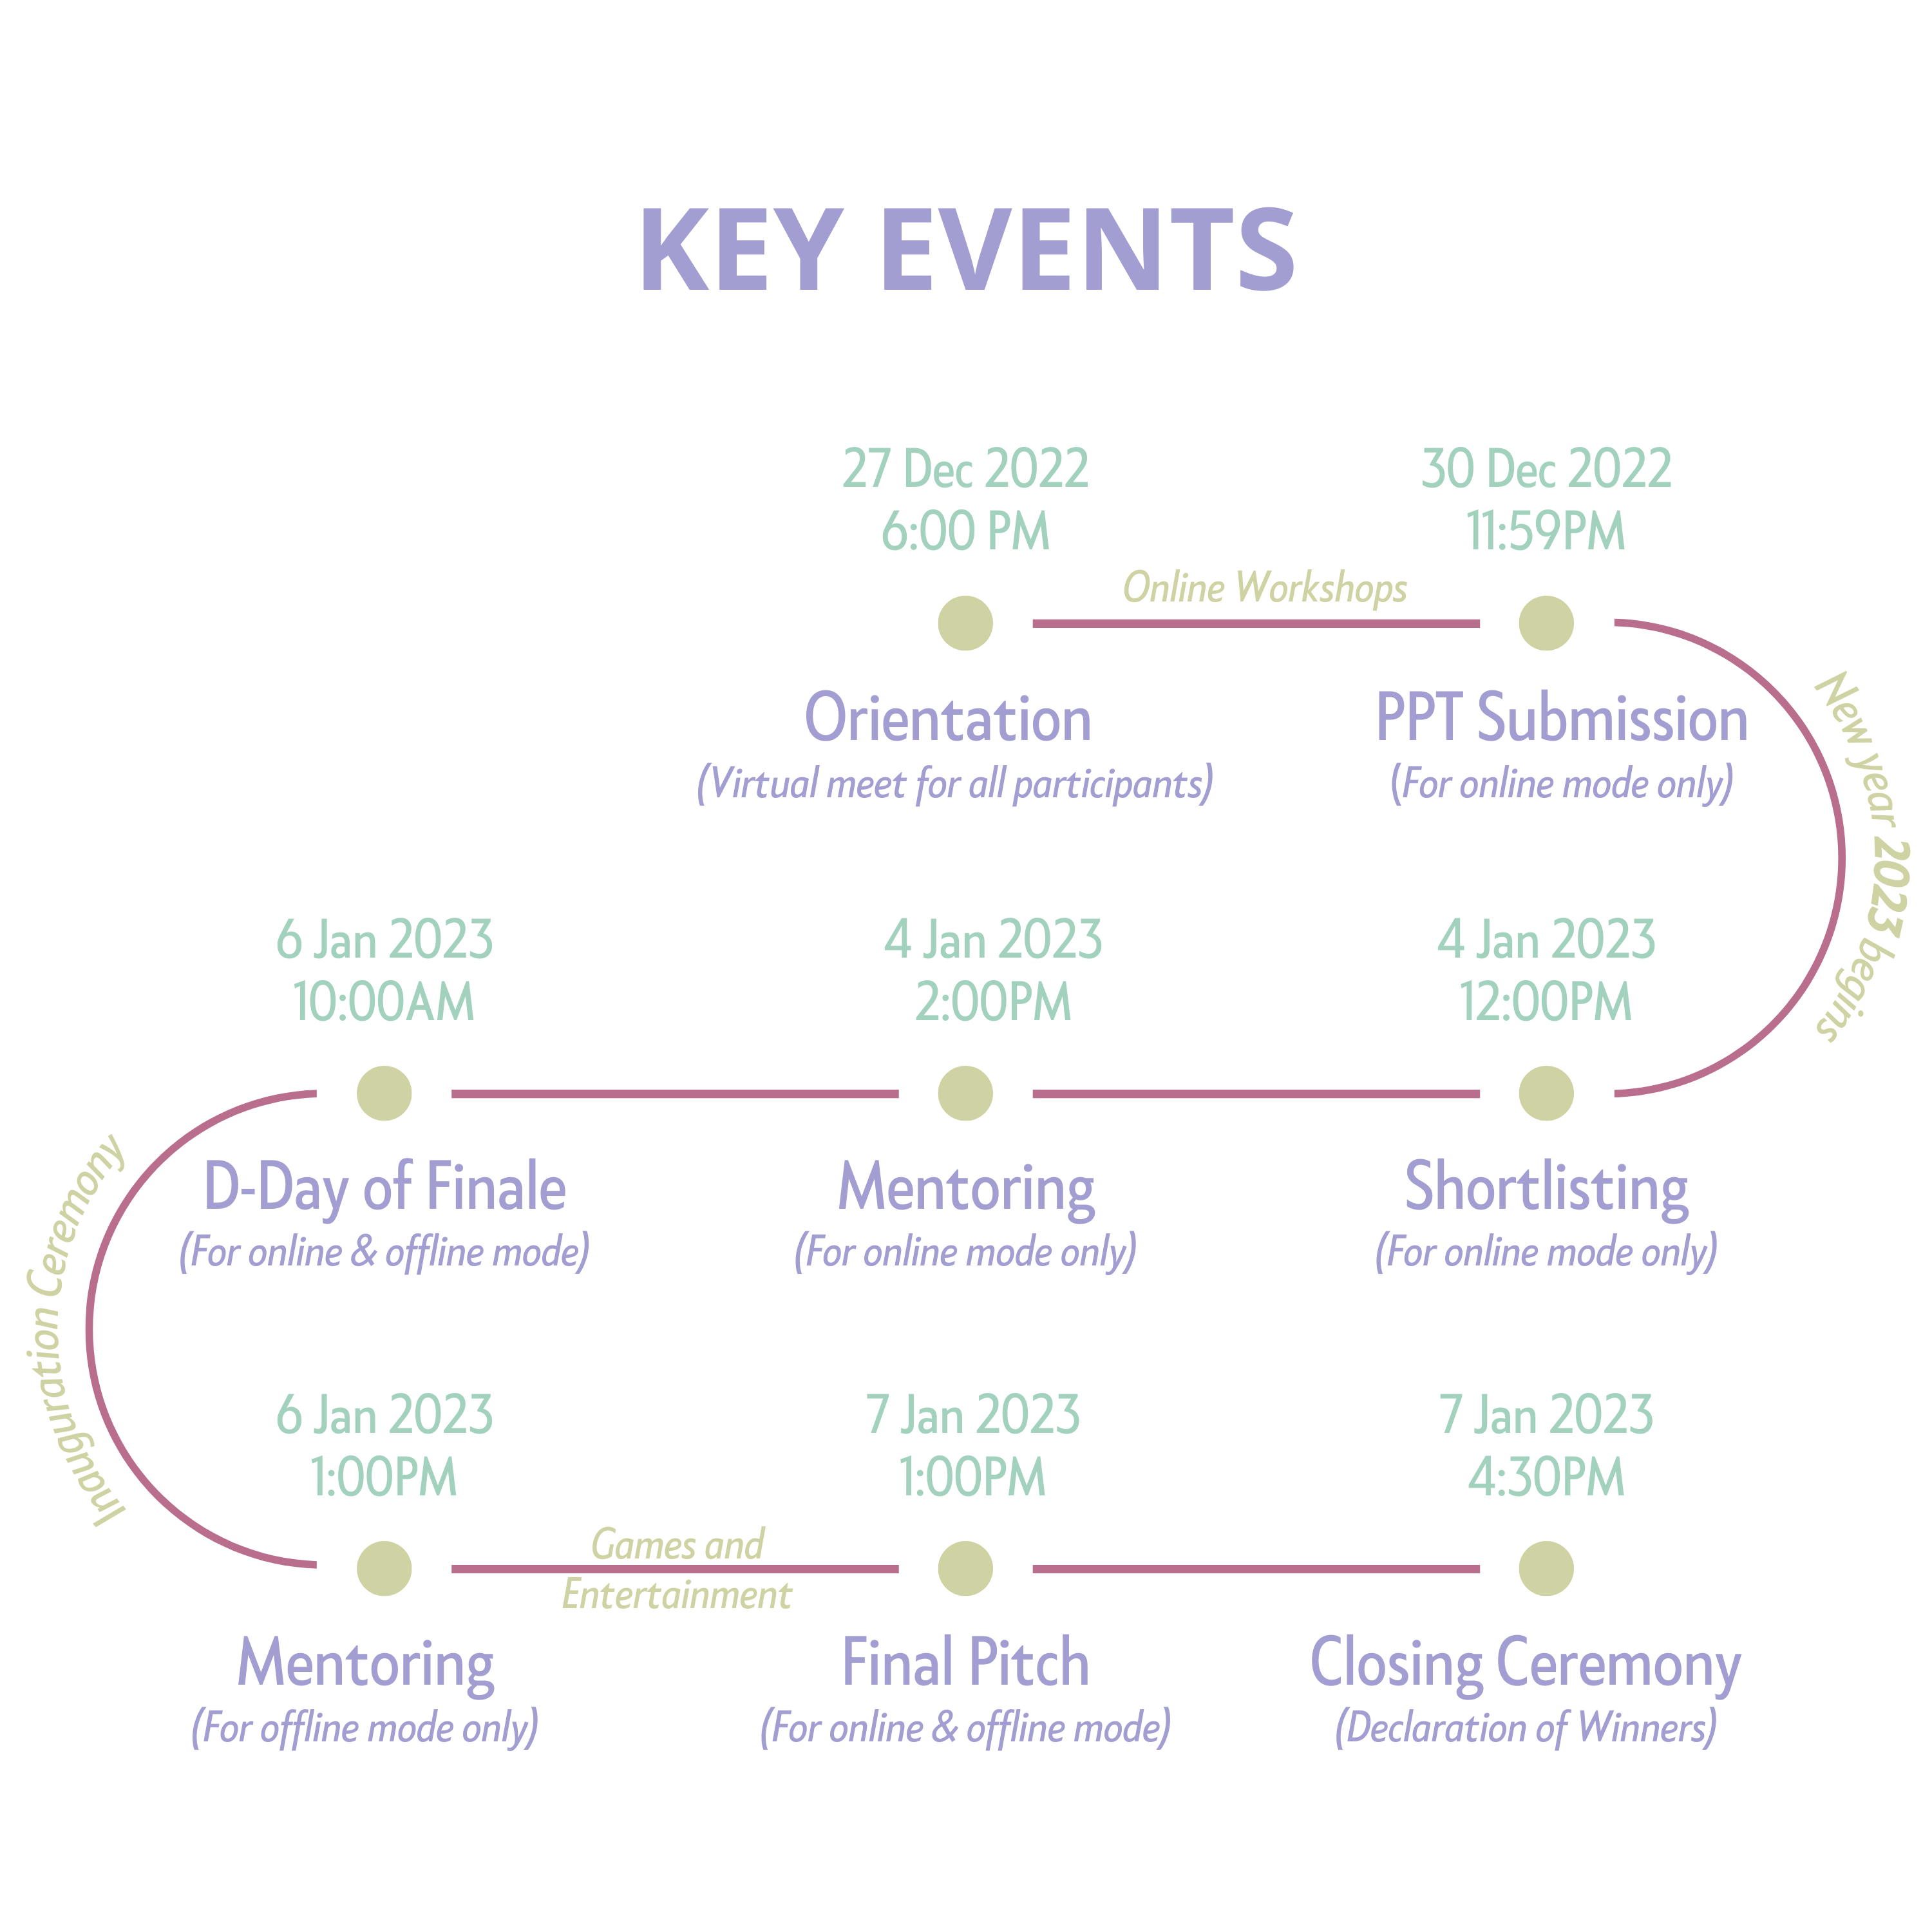 KEY EVENTS
27 Dec 2022
6:00 PM
Online Workshops
30 Dec 2022
11:59PM
Orientation
(Virtual meet for all participants)
PPT Submission
(For online mode only)
New year 2023 begins
4 Jan 2023
12:00PM
Shortlisting
(For online mode only)
4 Jan 2023
2:00PM
Mentoring
(For online mode only)
6 Jan 2023
10:00AM
D-Day of Finale
(For online & offline mode)
Inauguration Ceremony
6 Jan 2023
1:00PM
Mentoring
(For offline mode only)
Games and
Entertainment
7 Jan 2023
1:00PM
Final Pitch
(For online & offline mode)
7 Jan 2023
4:30PM
Closing Ceremony
(Declaration of Winners)